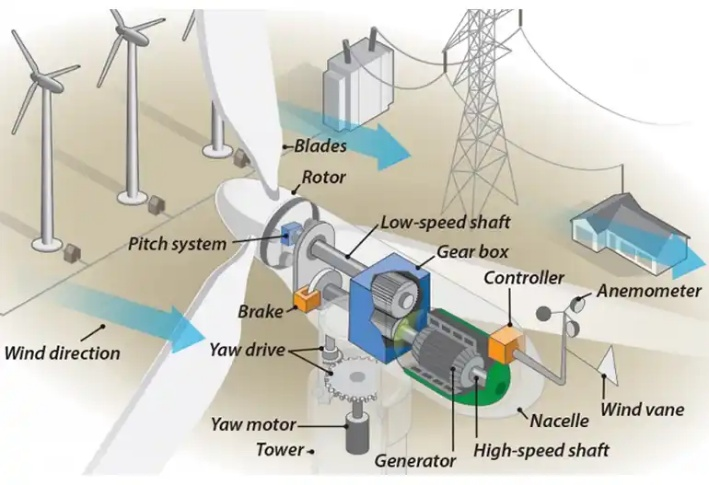 Blades
Rotor
Low-speed shaft
Pitch system
Gear box
Controller
Anemometer
Brake
Wind direction
Yaw drive
Wind vane
Nacelle
Yaw motor
Tower
Generator
High-speed shaft